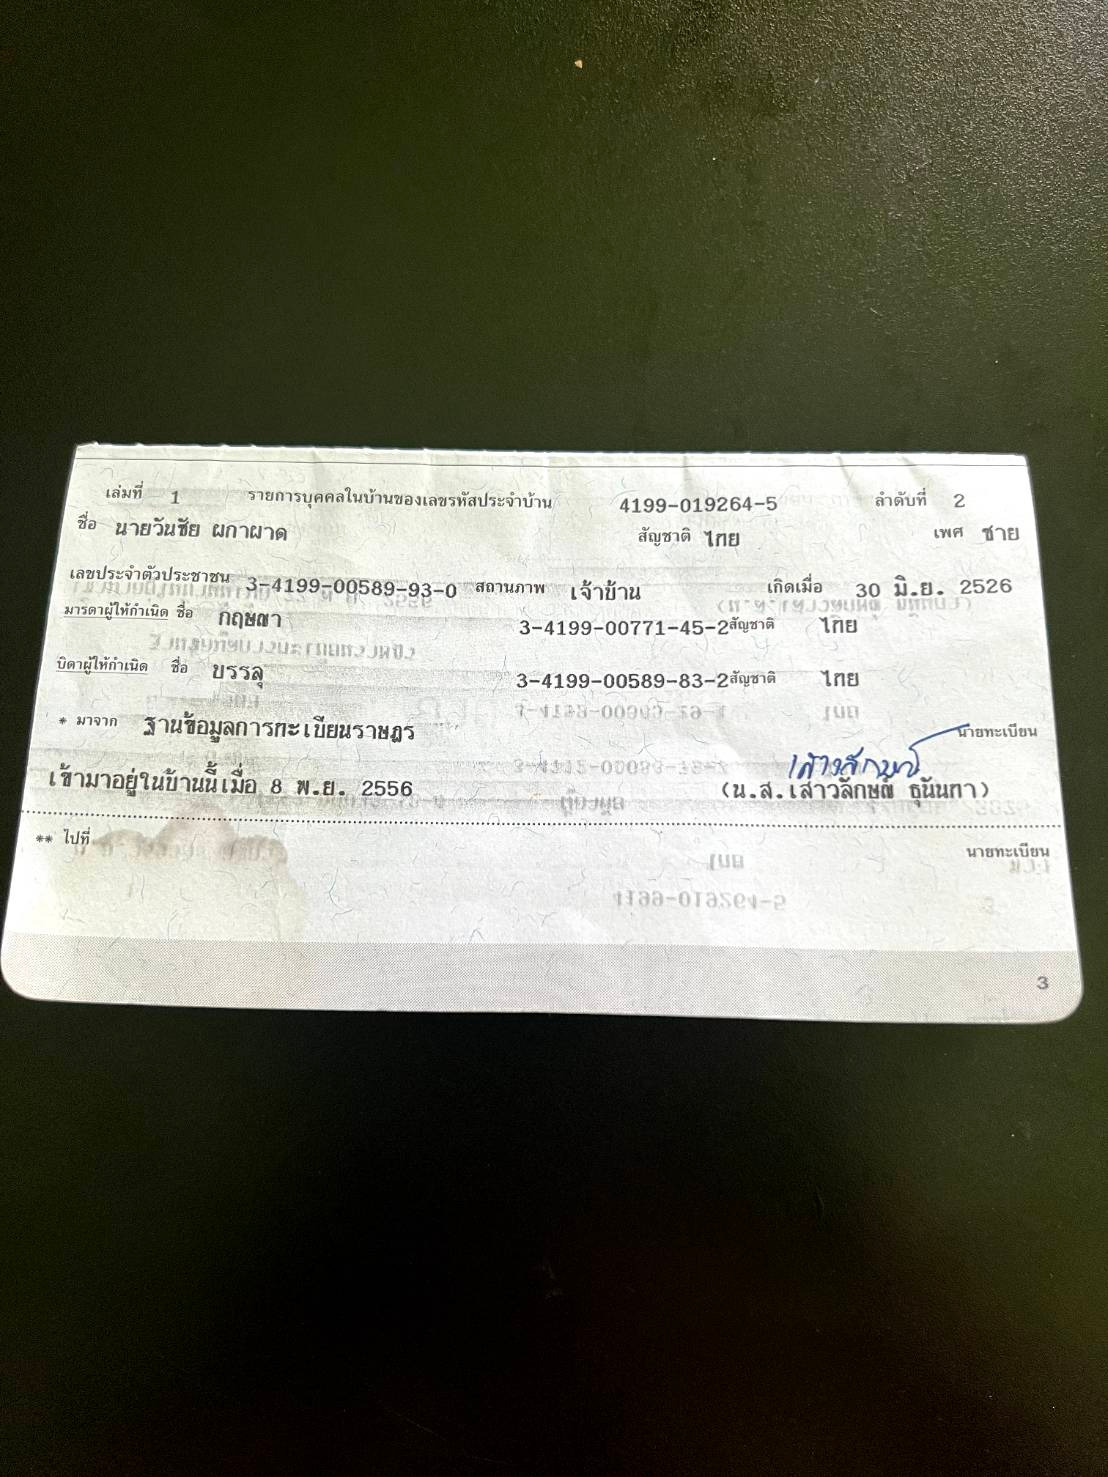 เล่มที่ 1 รายการบุคคลในบ้านของเลขรหัสประจำบ้าน 4199-019264-5 ลำดับที่ 2
ชื่อ นายวันชัย ผกาผาด สัญชาติ ไทย เพศ ชาย
เลขประจำตัวประชาชน 3-4199-00589-93-0 สถานภาพ เจ้าบ้าน เกิดเมื่อ 30 มิ.ย. 2526
มารดาผู้ให้กำเนิด ชื่อ กฤษณา 3-4199-00771-45-2 สัญชาติ ไทย
บิดาผู้ให้กำเนิด ชื่อ บรรลุ 3-4199-00589-83-2 สัญชาติ ไทย
* มาจาก ฐานข้อมูลการทะเบียนราษฎร นายทะเบียน
เสาวลักษณ์
เข้ามาอยู่ในบ้านนี้เมื่อ 8 พ.ย. 2556 (น.ส.เสาวลักษณ์ ธุนันทา)
** ไปที่ นายทะเบียน
3